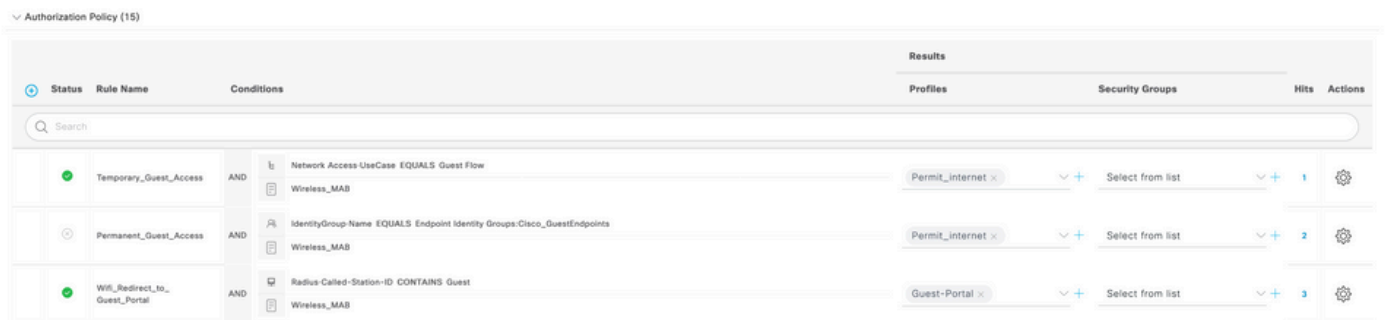 Authorization Policy (15)
Results
Status Rule Name Conditions Profiles Security Groups Hits Actions
Search
Network Access·UseCase EQUALS Guest Flow
Temporary_Guest_Access AND Permit_internet × Select from list 1
Wireless_MAB
IdentityGroup·Name EQUALS Endpoint Identity Groups:Cisco_GuestEndpoints
Permanent_Guest_Access AND Permit_internet × Select from list 2
Wireless_MAB
Radius·Called-Station-ID CONTAINS Guest
Wifi_Redirect_to_
Guest_Portal AND Guest-Portal × Select from list 3
Wireless_MAB